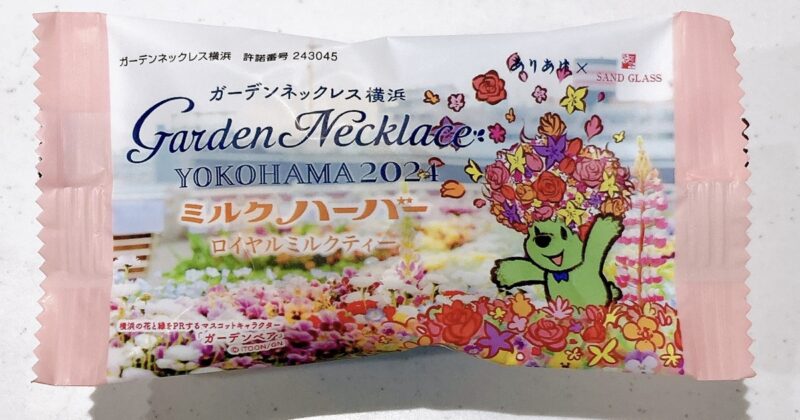 ガーデンネックレス横浜 許諾番号 243045
ありあけ×
SAND GLASS
ガーデンネックレス横浜
Garden Necklace
YOKOHAMA 2024
ミルクハーバー
ロイヤルミルクティー
横浜の花と緑をPRするマスコットキャラクター
「ガーデンベア」
©ITOON/GN